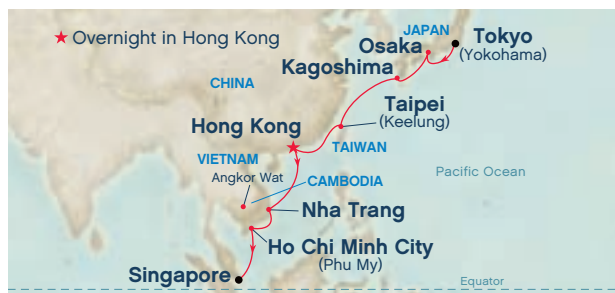 ★ Overnight in Hong Kong
JAPAN
Tokyo
(Yokohama)
Osaka
Kagoshima
CHINA
Taipei
(Keelung)
Hong Kong
TAIWAN
VIETNAM
Angkor Wat
CAMBODIA
Pacific Ocean
Nha Trang
Ho Chi Minh City
(Phu My)
Singapore
Equator